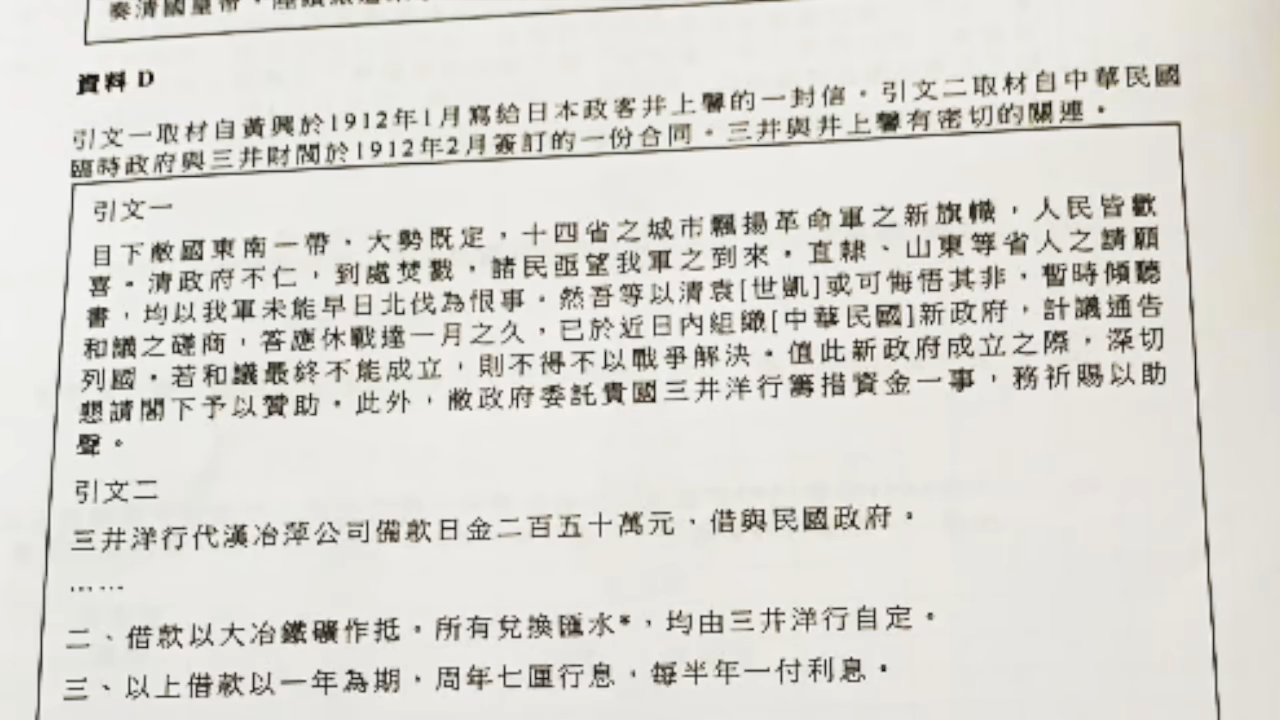 奏清國皇帝，陸續
資料 D
引文一取材自黃興於1912年1月寫給日本政客井上馨的一封信。引文二取材自中華民國
臨時政府與三井財閥於1912年2月簽訂的一份合同。三井與井上馨有密切的關連。
引文一
目下敝國東南一帶，大勢既定，十四省之城市飄揚革命軍之新旗幟，人民皆歡
喜。清政府不仁，到處焚戮，諸民亟望我軍之到來。直隸、山東等省人之請願
書，均以我軍未能早日北伐為恨事。然吾等以清袁[世凱]或可悔悟其非，暫時傾聽
和議之磋商，答應休戰達一月之久，已於近日內組織[中華民國]新政府，計議通告
列國。若和議最終不能成立，則不得不以戰爭解決。值此新政府成立之際，深切
懇請閣下予以贊助。此外，敝政府委託貴國三井洋行籌措資金一事，務祈賜以助
聲。
引文二
三井洋行代漢冶萍公司備款日金二百五十萬元，借與民國政府。
……
二、借款以大冶鐵礦作抵。所有兌換匯水*，均由三井洋行自定。
三、以上借款以一年為期，周年七厘行息，每半年一付利息。